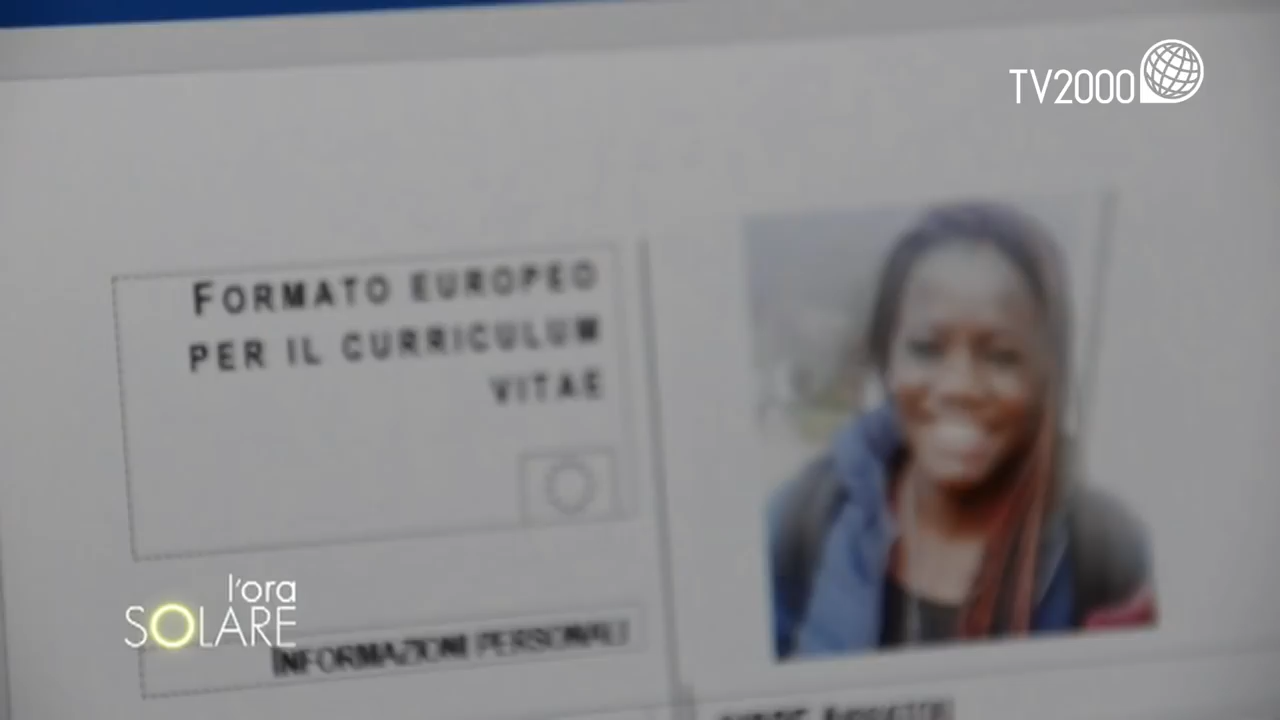 TV2000
FORMATO EUROPEO
PER IL CURRICULUM
VITAE
l'ora
SOLARE
INFORMAZIONI PERSONALI